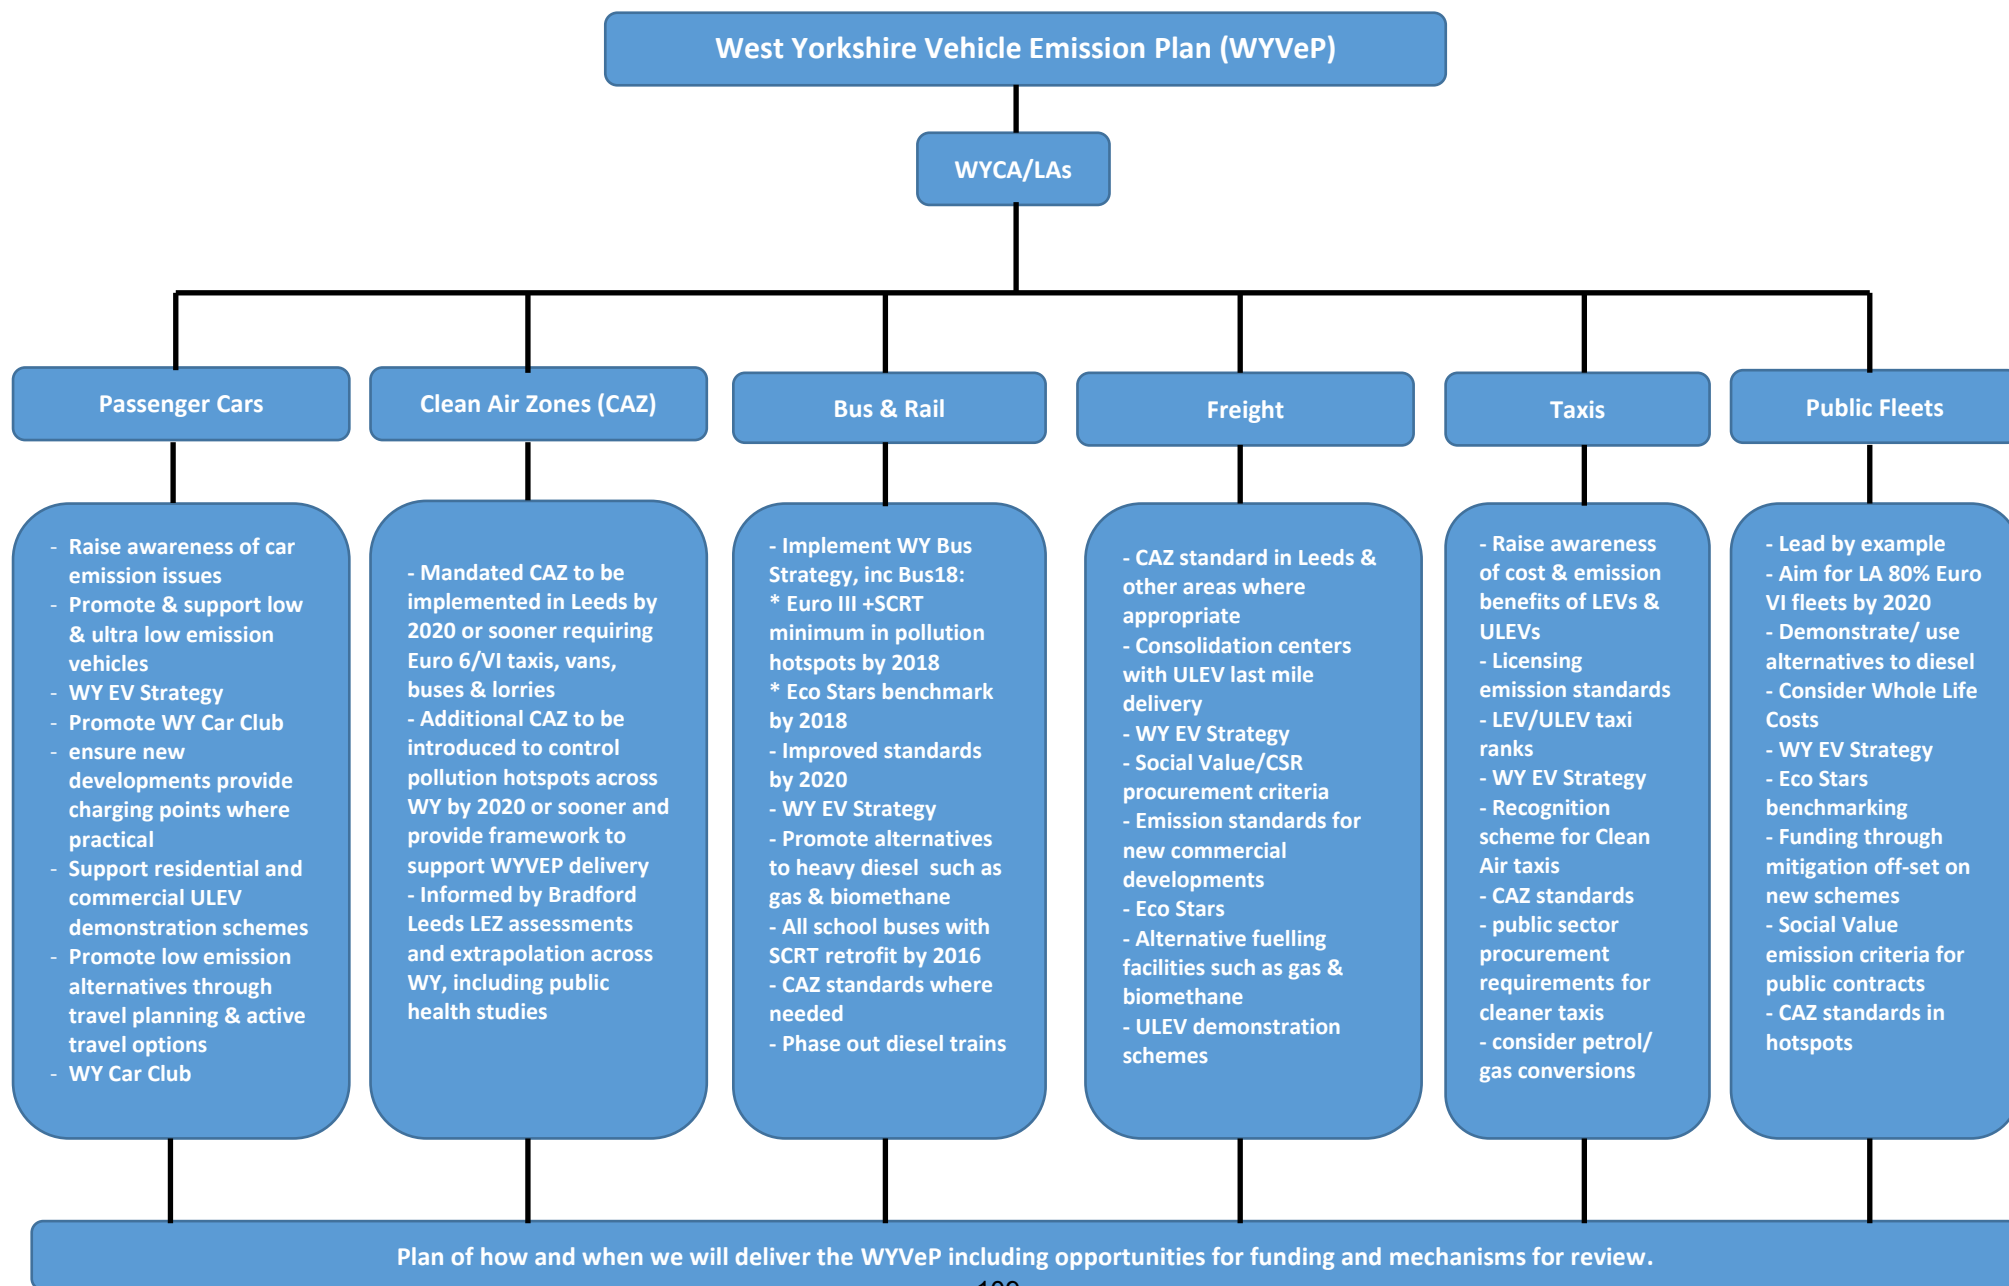 West Yorkshire Vehicle Emission Plan (WYVeP)
WYCA/LAs
Passenger Cars
- Raise awareness of car
emission issues
- Promote & support low
& ultra low emission
vehicles
- WY EV Strategy
- Promote WY Car Club
- ensure new
developments provide
charging points where
practical
- Support residential and
commercial ULEV
demonstration schemes
- Promote low emission
alternatives through
travel planning & active
travel options
- WY Car Club
Clean Air Zones (CAZ)
- Mandated CAZ to be
implemented in Leeds by
2020 or sooner requiring
Euro 6/VI taxis, vans,
buses & lorries
- Additional CAZ to be
introduced to control
pollution hotspots across
WY by 2020 or sooner and
provide framework to
support WYVEP delivery
- Informed by Bradford
Leeds LEZ assessments
and extrapolation across
WY, including public
health studies
Bus & Rail
- Implement WY Bus
Strategy, inc Bus18:
* Euro III +SCRT
minimum in pollution
hotspots by 2018
* Eco Stars benchmark
by 2018
- Improved standards
by 2020
- WY EV Strategy
- Promote alternatives
to heavy diesel such as
gas & biomethane
- All school buses with
SCRT retrofit by 2016
- CAZ standards where
needed
- Phase out diesel trains
Freight
- CAZ standard in Leeds &
other areas where
appropriate
- Consolidation centers
with ULEV last mile
delivery
- WY EV Strategy
- Social Value/CSR
procurement criteria
- Emission standards for
new commercial
developments
- Eco Stars
- Alternative fuelling
facilities such as gas &
biomethane
- ULEV demonstration
schemes
Taxis
- Raise awareness
of cost & emission
benefits of LEVs &
ULEVs
- Licensing
emission standards
- LEV/ULEV taxi
ranks
- WY EV Strategy
- Recognition
scheme for Clean
Air taxis
- CAZ standards
- public sector
procurement
requirements for
cleaner taxis
- consider petrol/
gas conversions
Public Fleets
- Lead by example
- Aim for LA 80% Euro
VI fleets by 2020
- Demonstrate/ use
alternatives to diesel
- Consider Whole Life
Costs
- WY EV Strategy
- Eco Stars
benchmarking
- Funding through
mitigation off-set on
new schemes
- Social Value
emission criteria for
public contracts
- CAZ standards in
hotspots
Plan of how and when we will deliver the WYVeP including opportunities for funding and mechanisms for review.